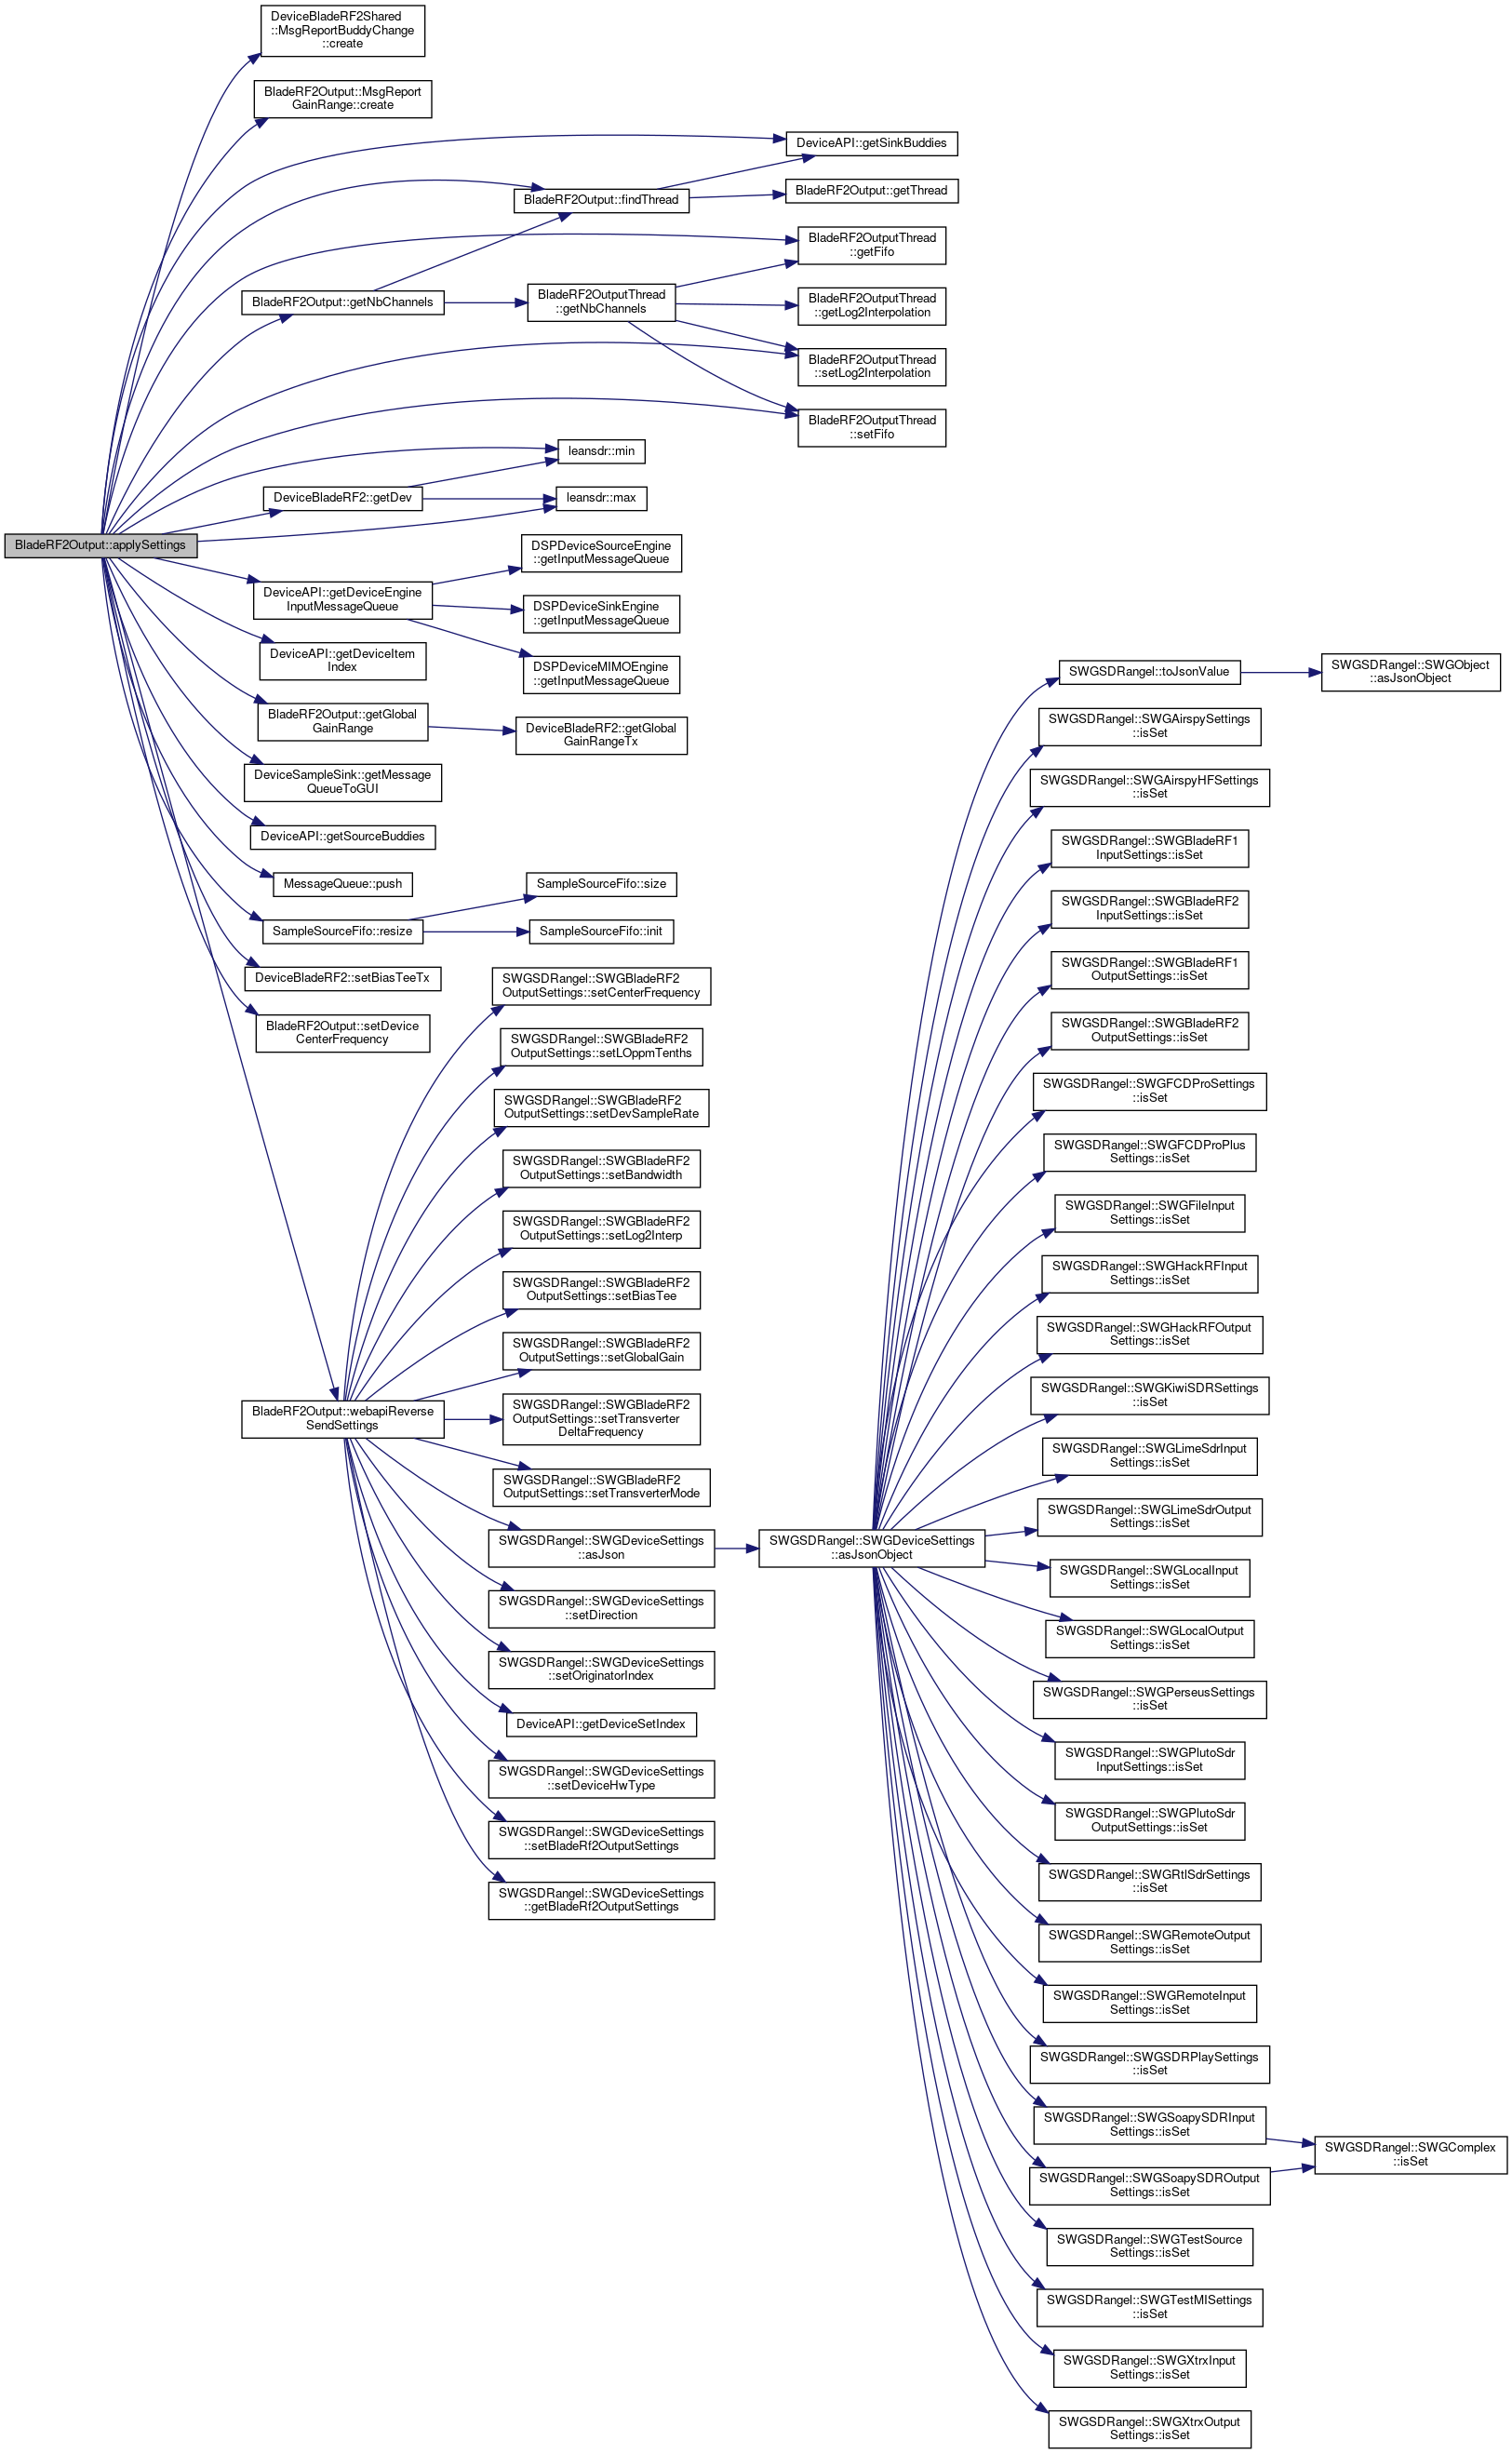 DeviceBladeRF2Shared
::MsgReportBuddyChange
::create
BladeRF2Output::MsgReport
GainRange::create
DeviceAPI::getSinkBuddies
BladeRF2Output::findThread
BladeRF2Output::getThread
BladeRF2OutputThread
::getFifo
BladeRF2Output::getNbChannels
BladeRF2OutputThread
::getNbChannels
BladeRF2OutputThread
::getLog2Interpolation
BladeRF2OutputThread
::setLog2Interpolation
BladeRF2OutputThread
::setFifo
leansdr::min
DeviceBladeRF2::getDev
leansdr::max
BladeRF2Output::applySettings
DSPDeviceSourceEngine
::getInputMessageQueue
DeviceAPI::getDeviceEngine
InputMessageQueue
DSPDeviceSinkEngine
::getInputMessageQueue
DSPDeviceMIMOEngine
::getInputMessageQueue
DeviceAPI::getDeviceItem
Index
BladeRF2Output::getGlobal
GainRange
DeviceBladeRF2::getGlobal
GainRangeTx
DeviceSampleSink::getMessage
QueueToGUI
DeviceAPI::getSourceBuddies
MessageQueue::push
SampleSourceFifo::size
SampleSourceFifo::resize
SampleSourceFifo::init
DeviceBladeRF2::setBiasTeeTx
BladeRF2Output::setDevice
CenterFrequency
SWGSDRangel::SWGBladeRF2
OutputSettings::setCenterFrequency
SWGSDRangel::SWGBladeRF2
OutputSettings::setLOppmTenths
SWGSDRangel::SWGBladeRF2
OutputSettings::setDevSampleRate
SWGSDRangel::SWGBladeRF2
OutputSettings::setBandwidth
SWGSDRangel::SWGBladeRF2
OutputSettings::setLog2Interp
SWGSDRangel::SWGBladeRF2
OutputSettings::setBiasTee
SWGSDRangel::SWGBladeRF2
OutputSettings::setGlobalGain
BladeRF2Output::webapiReverse
SendSettings
SWGSDRangel::SWGBladeRF2
OutputSettings::setTransverter
DeltaFrequency
SWGSDRangel::SWGBladeRF2
OutputSettings::setTransverterMode
SWGSDRangel::SWGDeviceSettings
::asJson
SWGSDRangel::SWGDeviceSettings
::setDirection
SWGSDRangel::SWGDeviceSettings
::setOriginatorIndex
DeviceAPI::getDeviceSetIndex
SWGSDRangel::SWGDeviceSettings
::setDeviceHwType
SWGSDRangel::SWGDeviceSettings
::setBladeRf2OutputSettings
SWGSDRangel::SWGDeviceSettings
::getBladeRf2OutputSettings
SWGSDRangel::SWGDeviceSettings
::asJsonObject
SWGSDRangel::toJsonValue
SWGSDRangel::SWGObject
::asJsonObject
SWGSDRangel::SWGAirspySettings
::isSet
SWGSDRangel::SWGAirspyHFSettings
::isSet
SWGSDRangel::SWGBladeRF1
InputSettings::isSet
SWGSDRangel::SWGBladeRF2
InputSettings::isSet
SWGSDRangel::SWGBladeRF1
OutputSettings::isSet
SWGSDRangel::SWGBladeRF2
OutputSettings::isSet
SWGSDRangel::SWGFCDProSettings
::isSet
SWGSDRangel::SWGFCDProPlus
Settings::isSet
SWGSDRangel::SWGFileInput
Settings::isSet
SWGSDRangel::SWGHackRFInput
Settings::isSet
SWGSDRangel::SWGHackRFOutput
Settings::isSet
SWGSDRangel::SWGKiwiSDRSettings
::isSet
SWGSDRangel::SWGLimeSdrInput
Settings::isSet
SWGSDRangel::SWGLimeSdrOutput
Settings::isSet
SWGSDRangel::SWGLocalInput
Settings::isSet
SWGSDRangel::SWGLocalOutput
Settings::isSet
SWGSDRangel::SWGPerseusSettings
::isSet
SWGSDRangel::SWGPlutoSdr
InputSettings::isSet
SWGSDRangel::SWGPlutoSdr
OutputSettings::isSet
SWGSDRangel::SWGRtlSdrSettings
::isSet
SWGSDRangel::SWGRemoteOutput
Settings::isSet
SWGSDRangel::SWGRemoteInput
Settings::isSet
SWGSDRangel::SWGSDRPlaySettings
::isSet
SWGSDRangel::SWGSoapySDRInput
Settings::isSet
SWGSDRangel::SWGComplex
::isSet
SWGSDRangel::SWGSoapySDROutput
Settings::isSet
SWGSDRangel::SWGTestSource
Settings::isSet
SWGSDRangel::SWGTestMISettings
::isSet
SWGSDRangel::SWGXtrxInput
Settings::isSet
SWGSDRangel::SWGXtrxOutput
Settings::isSet